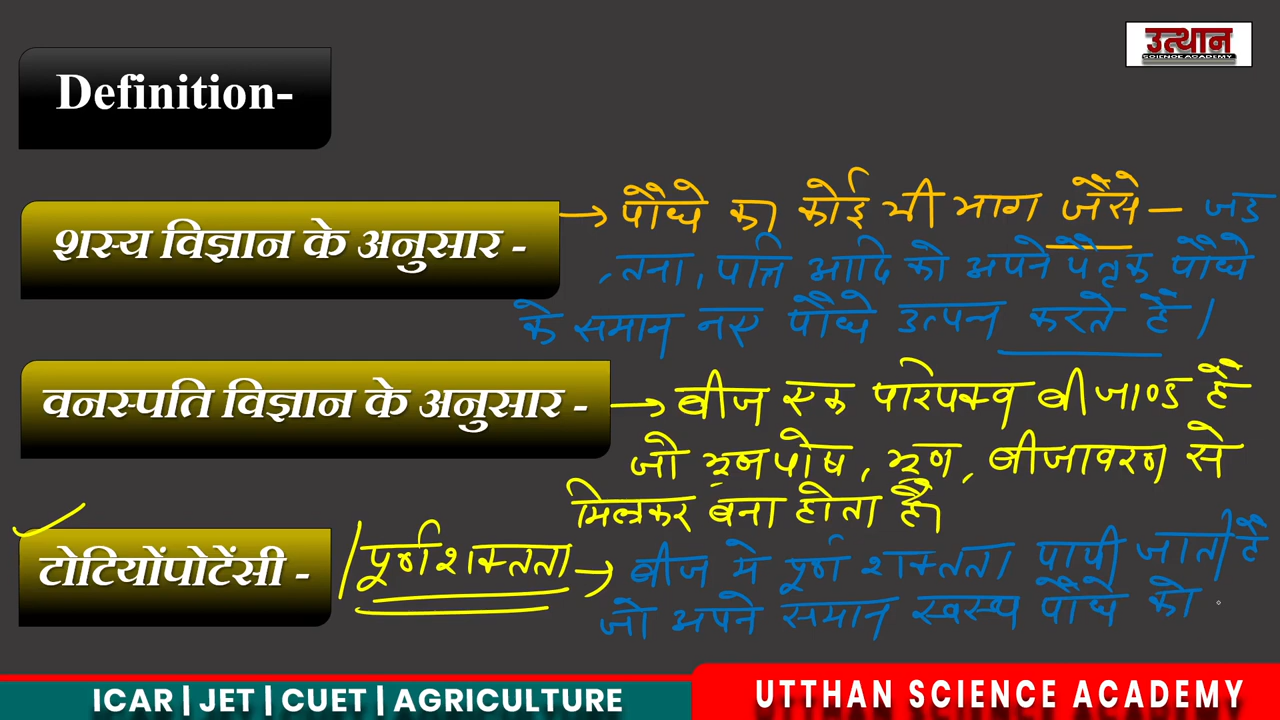 उत्थान
SCIENCE ACADEMY
Definition-
शस्य विज्ञान के अनुसार -
→ पौधे का कोई भी भाग जैसे - जड
, तना, पत्ति आदि को अपने पैतृक पौधे
के समान नए पौधे उत्पन्न करते हैं।
वनस्पति विज्ञान के अनुसार -
→ बीज एक परिपक्व बीजाण्ड है
जो भ्रूणपोष, भ्रूण, बीजावरण से
मिलकर बना होता है।
टोटियोंपोटेंसी -
/पूर्णशक्तता → बीज मे पूर्ण शक्तता पायी जाती है
जो अपने समान स्वस्थ पौधे को
ICAR | JET | CUET | AGRICULTURE
UTTHAN SCIENCE ACADEMY